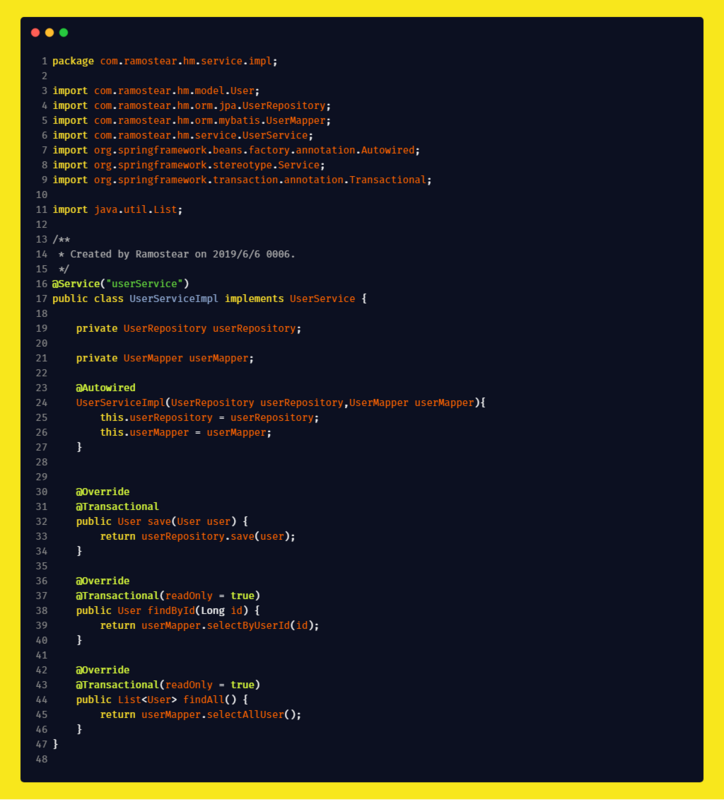 1 package com.ramostear.hm.service.impl;
2
3 import com.ramostear.hm.model.User;
4 import com.ramostear.hm.orm.jpa.UserRepository;
5 import com.ramostear.hm.orm.mybatis.UserMapper;
6 import com.ramostear.hm.service.UserService;
7 import org.springframework.beans.factory.annotation.Autowired;
8 import org.springframework.stereotype.Service;
9 import org.springframework.transaction.annotation.Transactional;
10
11 import java.util.List;
12
13 /**
14  * Created by Ramostear on 2019/6/6 0006.
15  */
16 @Service("userService")
17 public class UserServiceImpl implements UserService {
18
19     private UserRepository userRepository;
20
21     private UserMapper userMapper;
22
23     @Autowired
24     UserServiceImpl(UserRepository userRepository,UserMapper userMapper){
25         this.userRepository = userRepository;
26         this.userMapper = userMapper;
27     }
28
29
30     @Override
31     @Transactional
32     public User save(User user) {
33         return userRepository.save(user);
34     }
35
36     @Override
37     @Transactional(readOnly = true)
38     public User findById(Long id) {
39         return userMapper.selectByUserId(id);
40     }
41
42     @Override
43     @Transactional(readOnly = true)
44     public List<User> findAll() {
45         return userMapper.selectAllUser();
46     }
47 }
48